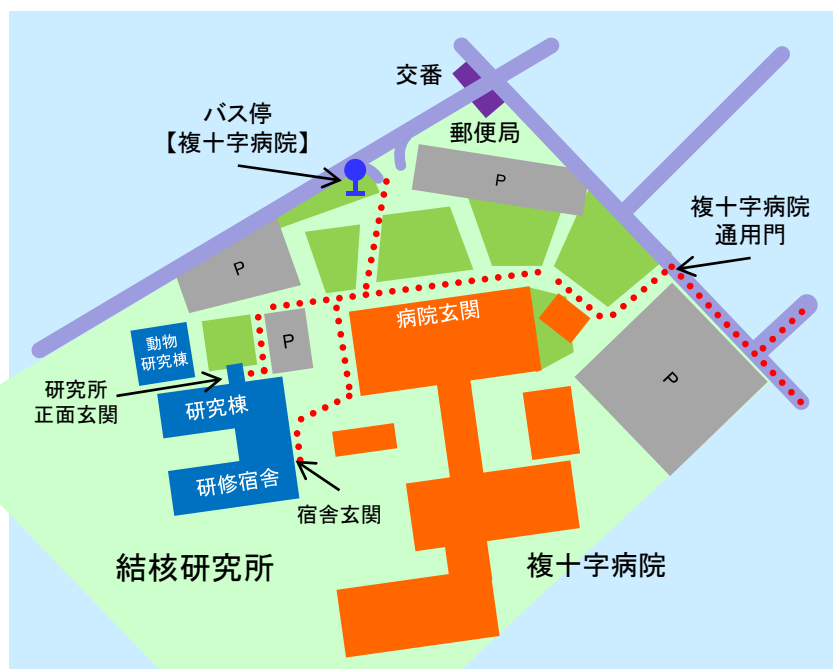 交番
バス停
【複十字病院】
郵便局
P
複十字病院
通用門
P
病院玄関
動物
研究棟
P
研究所
正面玄関
P
研究棟
研修宿舎
宿舎玄関
結核研究所
複十字病院